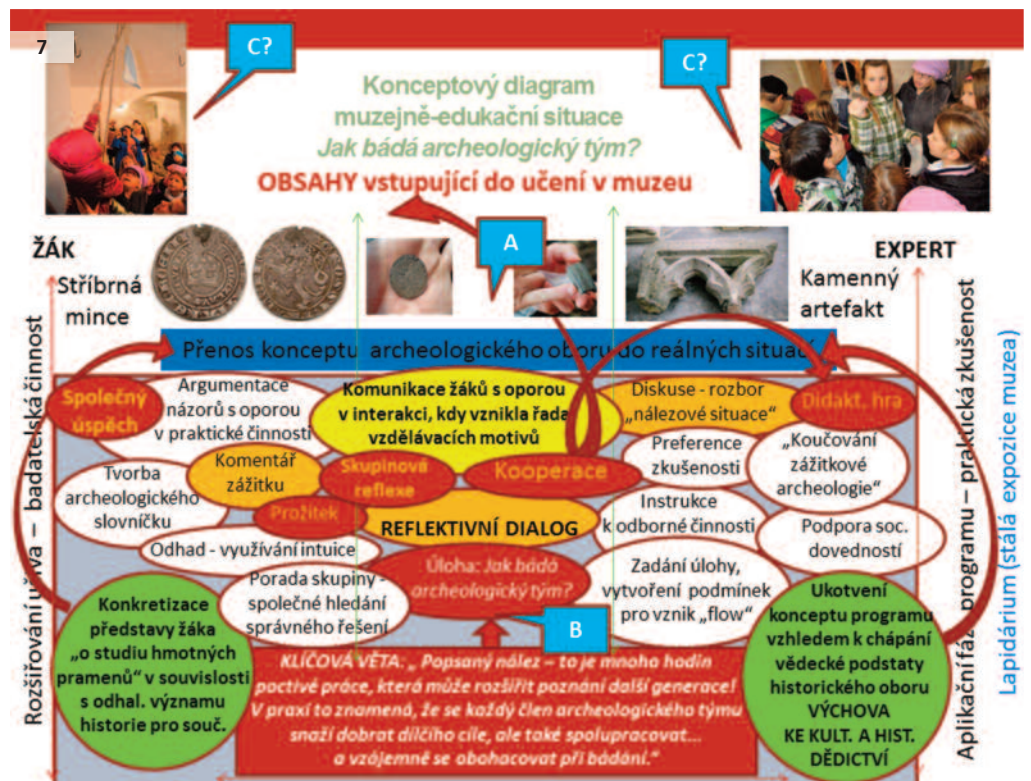 7
C?
C?
Konceptový diagram
muzejně-edukační situace
Jak bádá archeologický tým?
OBSAHY vstupující do učení v muzeu
A
ŽÁK
EXPERT
Stříbrná
mince
Kamenný
artefakt
Přenos konceptu archeologického oboru do reálných situací
Rozšiřování učiva – badatelská činnost
Společný
úspěch
Argumentace
názorů s oporou
v praktické činnosti
Komunikace žáků s oporou
v interakci, kdy vznikla řada
vzdělávacích motivů
Diskuse - rozbor
„nálezové situace“
Didakt. hra
Tvorba
archeologického
slovníčku
Komentář
zážitku
Skupinová
reflexe
Kooperace
Preference
zkušenosti
„Koučování
zážitkové
archeologie“
Prožitek
REFLEKTIVNÍ DIALOG
Instrukce
k odborné činnosti
Podpora soc.
dovedností
Odhad - využívání intuice
Porada skupiny -
společné hledání
správného řešení
Úloha: Jak bádá
archeologický tým?
Zadání úlohy,
vytvoření podmínek
pro vznik „flow“
B
Konkretizace
představy žáka
„o studiu hmotných
pramenů“ v souvislosti
s odhal. významu
historie pro souč.
KLÍČOVÁ VĚTA: „ Popsaný nález – to je mnoho hodin
poctivé práce, která může rozšířit poznání další generace!
V praxi to znamená, že se každý člen archeologického týmu
snaží dobrat dílčího cíle, ale také spolupracovat...
a vzájemně se obohacovat při bádání.“
Ukotvení
konceptu programu
vzhledem k chápání
vědecké podstaty
historického oboru
VÝCHOVA
KE KULT. A HIST.
DĚDICTVÍ
Aplikační fáz programu – praktická zkušenost
Lapidárium (stálá expozice muzea)